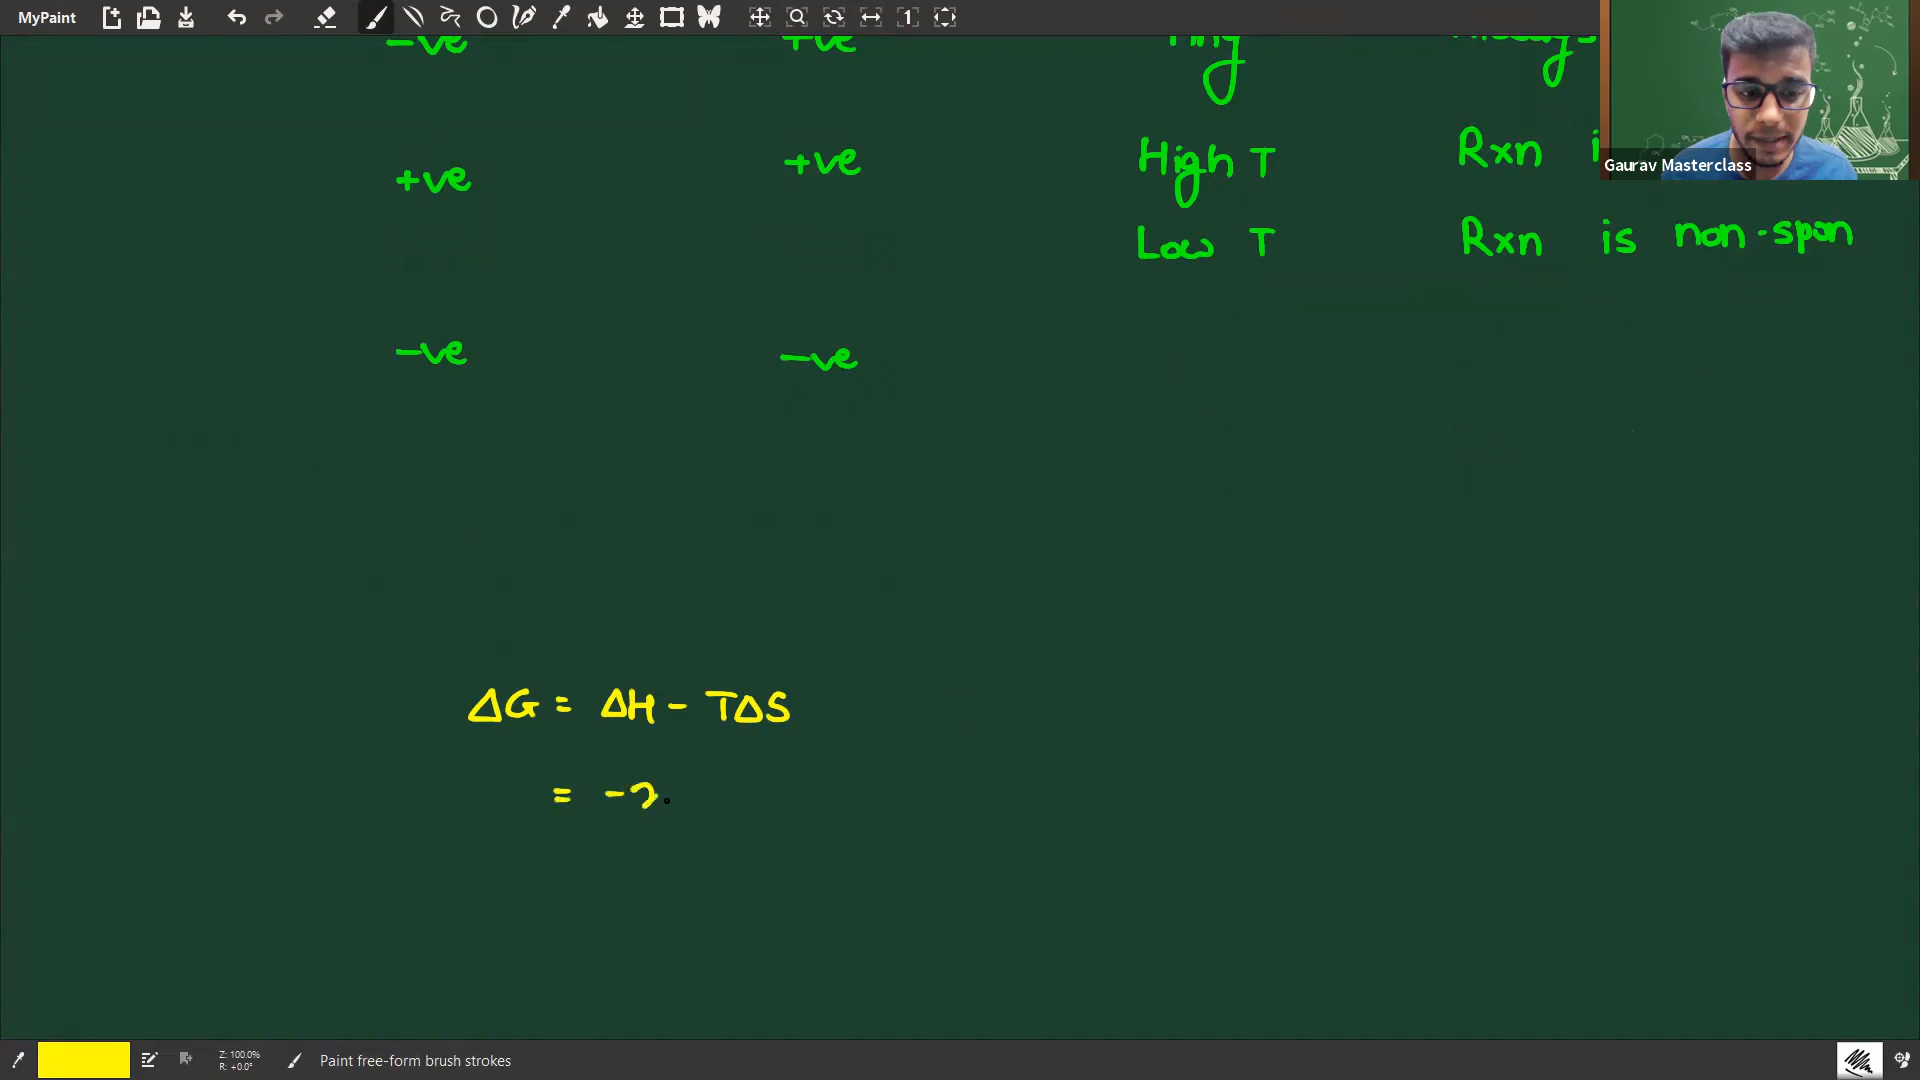 MyPaint
-ve +ve
Gaurav Masterclass
+ve +ve High T Rxn
Low T Rxn is non-spon
-ve -ve
ΔG = ΔH - TΔS
= -2
Z: 100.0%
R: +0.0°
Paint free-form brush strokes